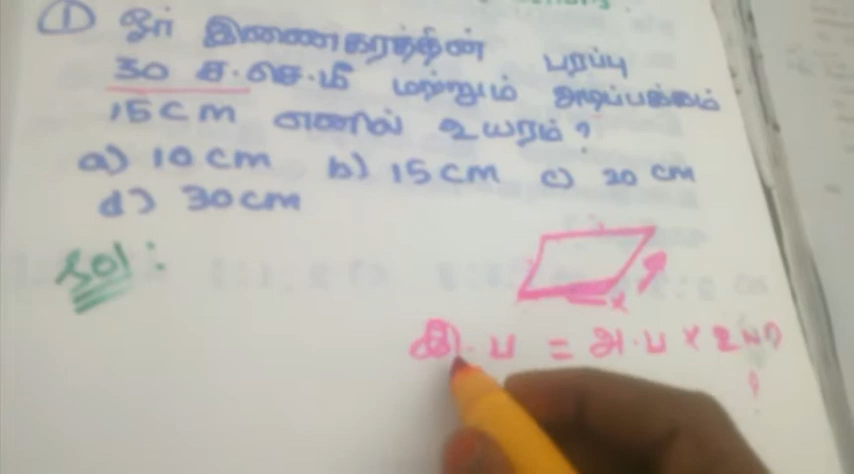 ① ஓர் இணைகரத்தின் பரப்பு
30 ச.செ.மீ மற்றும் அடிப்பக்கம்
15cm எனில் உயரம்?
a) 10 cm b) 15 cm c) 20 cm
d) 30 cm
Sol:
இ.ப = அ.ப x உய